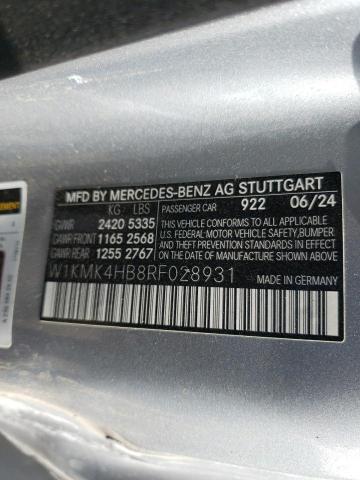 MFD BY MERCEDES-BENZ AG STUTTGART
KG LBS PASSENGER CAR 922 06/24
GVWR 2420 5335
GAWR FRONT 1165 2568
GAWR HB 1255 2767
THIS VEHICLE CONFORMS TO ALL APPLICABLE
FEDERAL MOTOR VEHICLE SAFETY,
BUMPER, AND THEFT PREVENTION
STANDARDS IN EFFECT ON THE DATE
OF MANUFACTURE SHOWN ABOVE.
W1KMK4HB8RF028931
MADE IN GERMANY